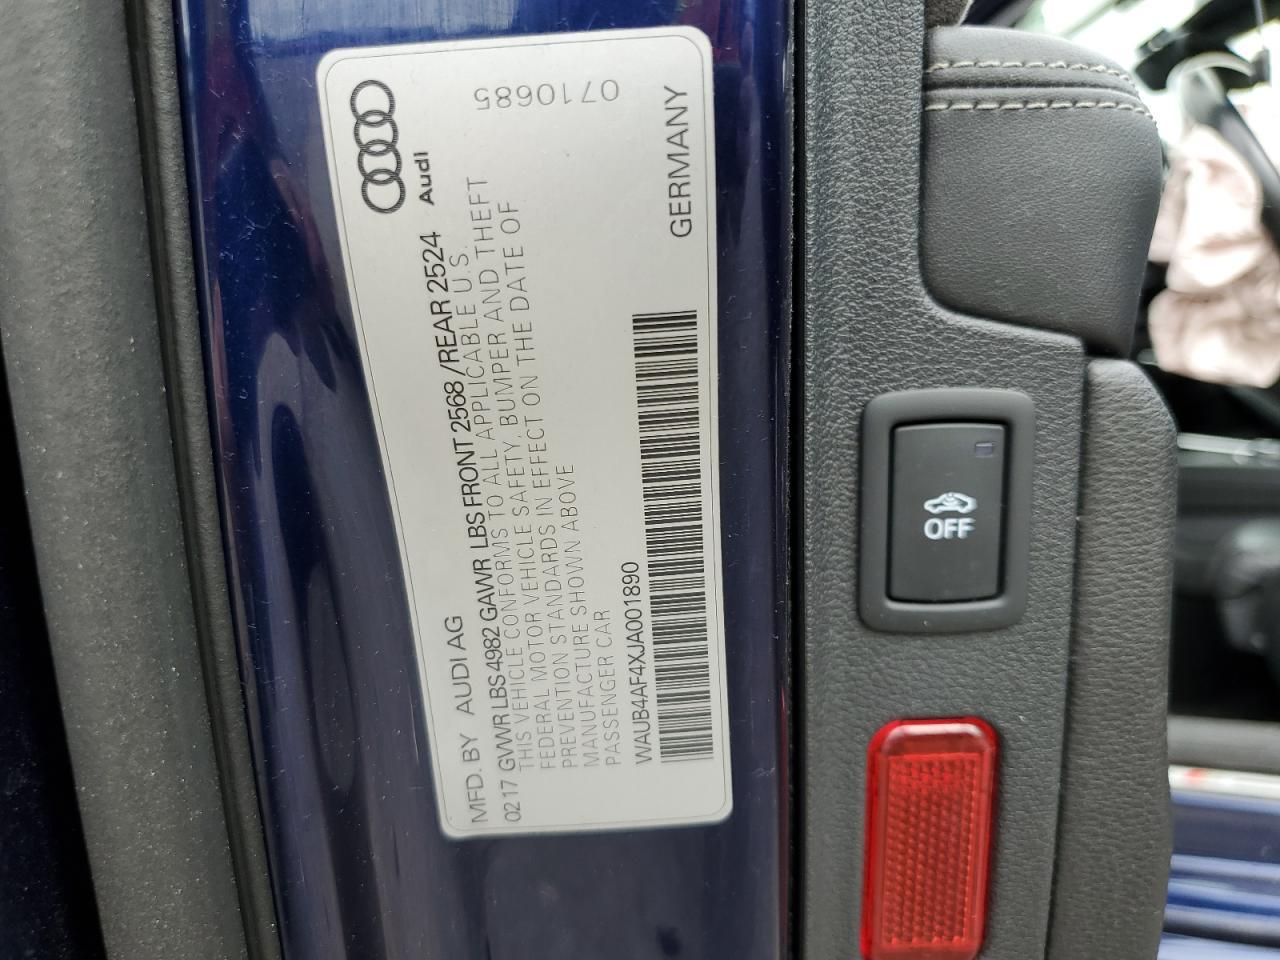 MFD. BY AUDI AG
Audi
02 17 GVWR LBS 4982 GAWR LBS FRONT 2568 /REAR 2524
THIS VEHICLE CONFORMS TO ALL APPLICABLE U.S.
FEDERAL MOTOR VEHICLE SAFETY, BUMPER AND THEFT
PREVENTION STANDARDS IN EFFECT ON THE DATE OF
MANUFACTURE SHOWN ABOVE
PASSENGER CAR
WAUB4AF4XJA001890
GERMANY
0710685
OFF